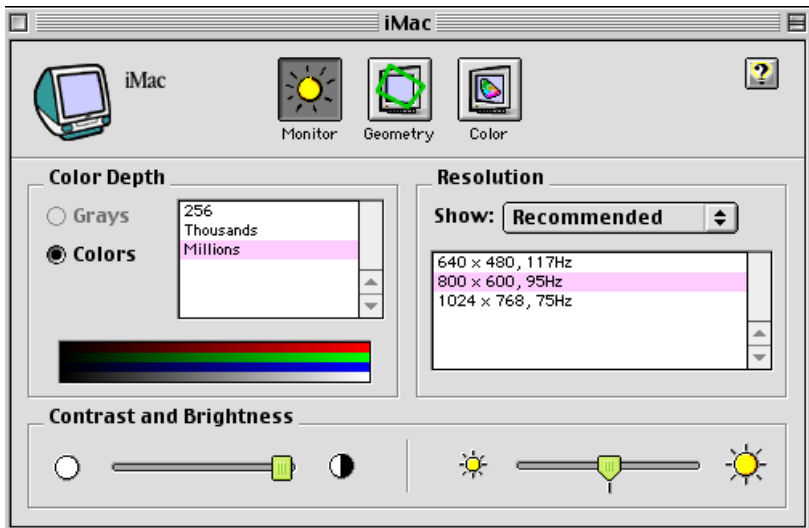 iMac
iMac
Monitor
Geometry
Color
?
Color Depth
Grays
Colors
256
Thousands
Millions
Resolution
Show: Recommended
640 × 480, 117Hz
800 × 600, 95Hz
1024 × 768, 75Hz
Contrast and Brightness